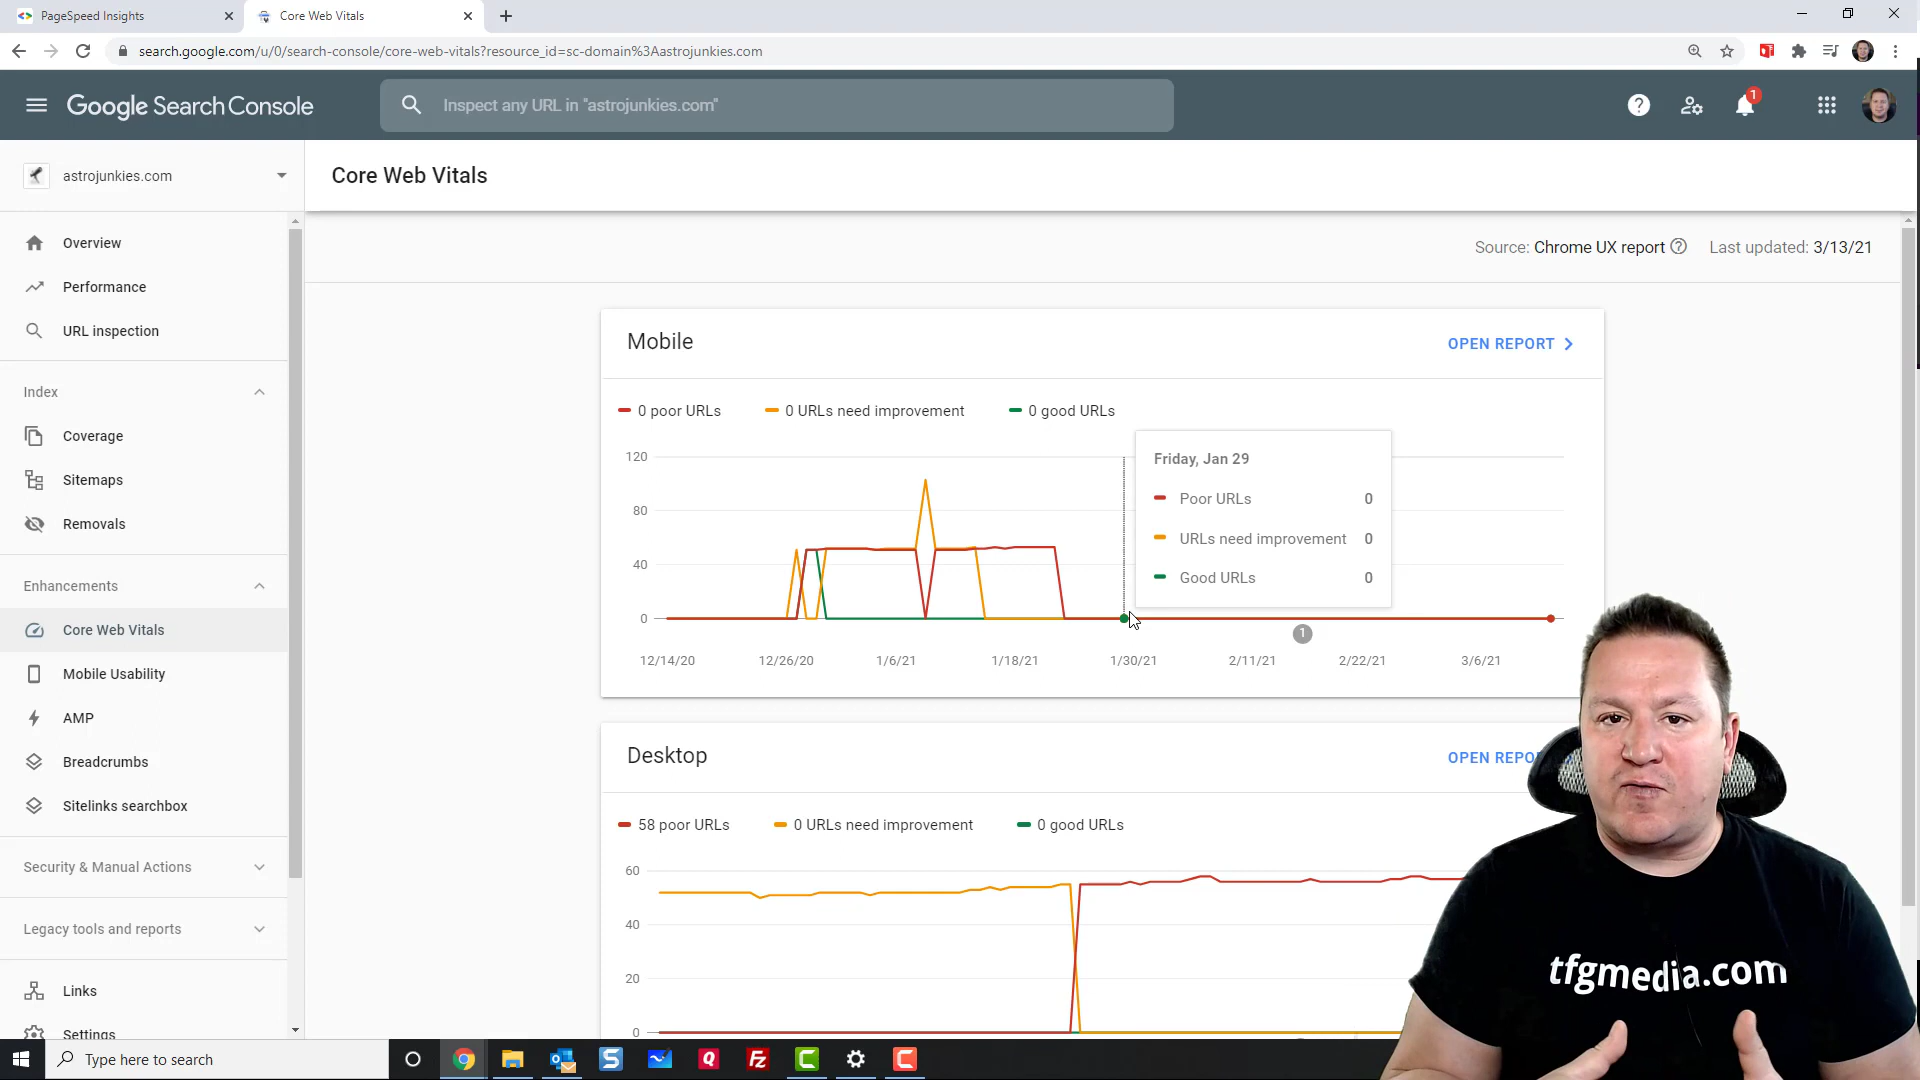 PageSpeed Insights
Core Web Vitals
search.google.com/u/0/search-console/core-web-vitals?resource_id=sc-domain%3Aastrojunkies.com
Google Search Console
Inspect any URL in "astrojunkies.com"
1
astrojunkies.com
Core Web Vitals
Overview
Performance
URL inspection
Index
Coverage
Sitemaps
Removals
Enhancements
Core Web Vitals
Mobile Usability
AMP
Breadcrumbs
Sitelinks searchbox
Security & Manual Actions
Legacy tools and reports
Links
Settings
Source: Chrome UX report Last updated: 3/13/21
Mobile
OPEN REPORT
0 poor URLs 0 URLs need improvement 0 good URLs
120
80
40
0
Friday, Jan 29
Poor URLs 0
URLs need improvement 0
Good URLs 0
1
12/14/20 12/26/20 1/6/21 1/18/21 1/30/21 2/11/21 2/22/21 3/6/21
Desktop
OPEN REPO
58 poor URLs 0 URLs need improvement 0 good URLs
60
40
20
0
tfgmedia.com
Type here to search